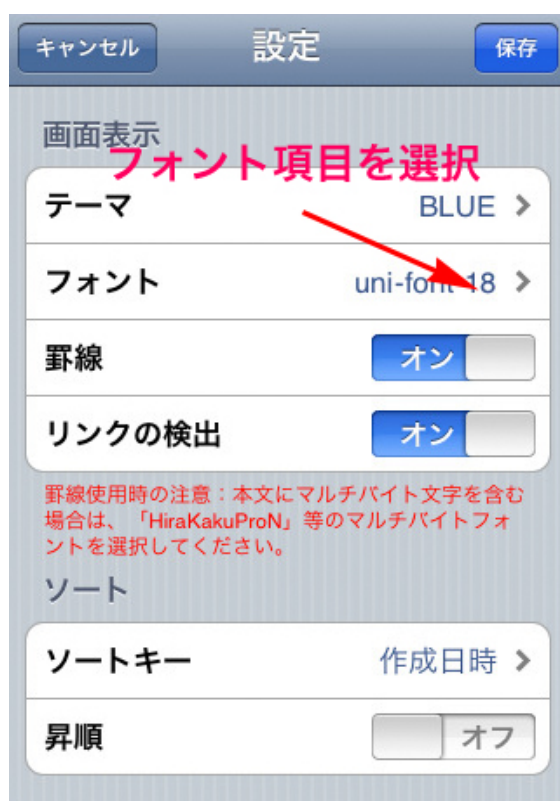 キャンセル 設定 保存
画面表示
フォント項目を選択
テーマ BLUE
フォント uni-font-18
罫線 オン
リンクの検出 オン
罫線使用時の注意：本文にマルチバイト文字を含む
場合は、「HiraKakuProN」等のマルチバイトフォ
ントを選択してください。
ソート
ソートキー 作成日時
昇順 オフ